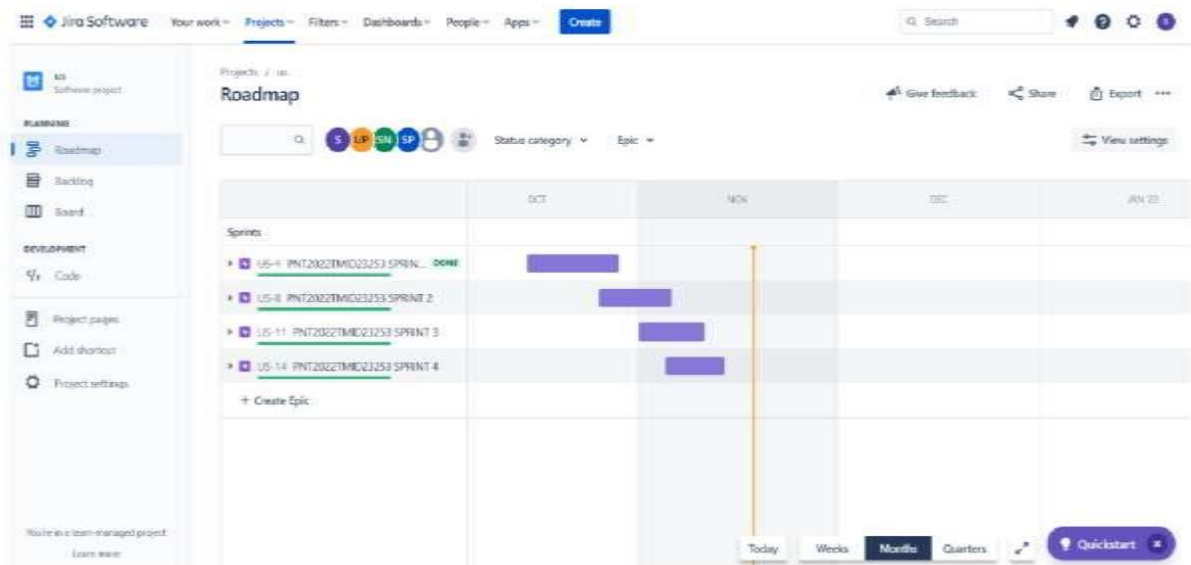 Jira Software Your work Projects Filters Dashboards People Apps Create Search S
US
Software project
Projects / us
Roadmap
Give feedback Share Export
PLANNING
Roadmap
Backlog
Board
DEVELOPMENT
Code
Project pages
Add shortcut
Project settings
You're in a team-managed project
Learn more
S UP SN SP Status category Epic View settings
OCT NOV DEC JAN '23
Sprints
PNT2022TMID23253 SPRIN... DONE
US-8 PNT2022TMID23253 SPRINT 2
US-11 PNT2022TMID23253 SPRINT 3
US-14 PNT2022TMID23253 SPRINT 4
+ Create Epic
Today Weeks Months Quarters Quickstart